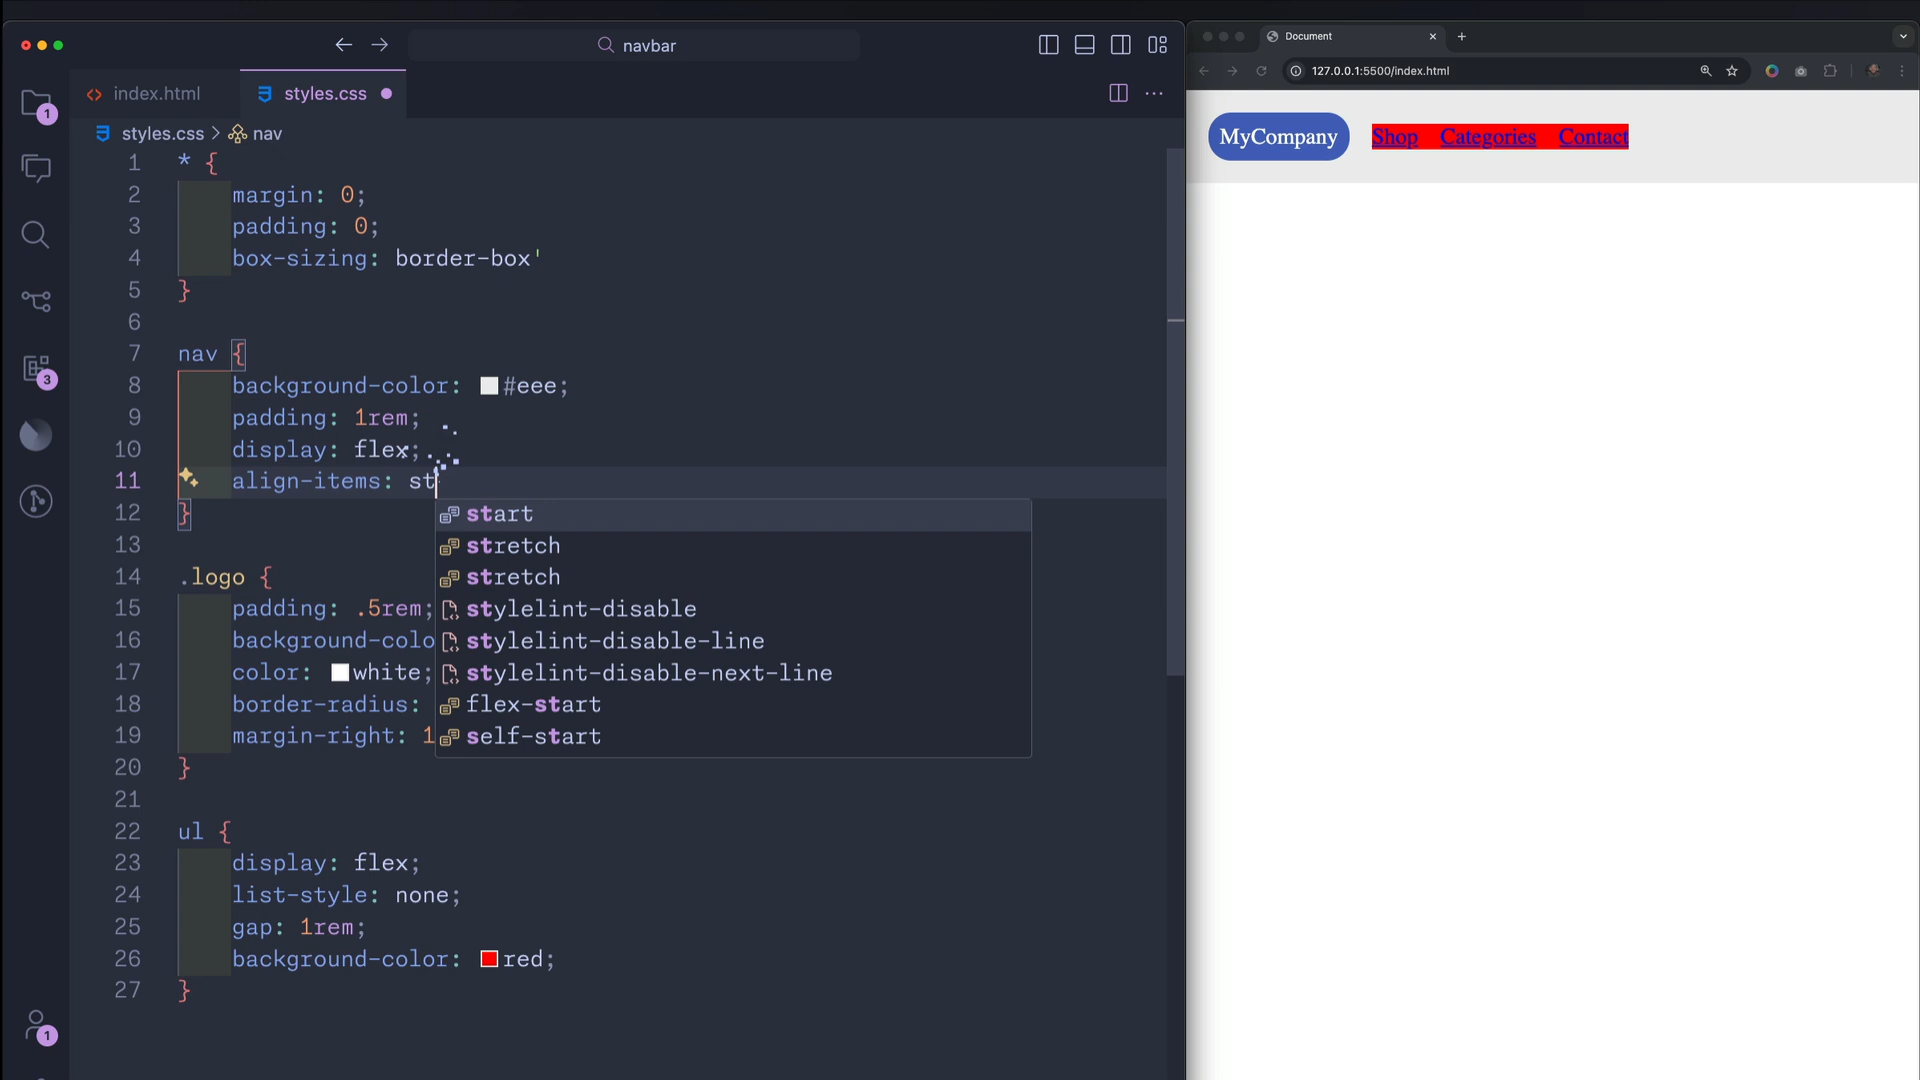 navbar
Document
127.0.0.1:5500/index.html
index.html
styles.css
styles.css > nav
1 * {
2 margin: 0;
3 padding: 0;
4 box-sizing: border-box'
5 }
6
7 nav {
8 background-color: #eee;
9 padding: 1rem;
10 display: flex;
11 align-items: st
12 }
13
14 .logo {
15 padding: .5rem;
16 background-colo
17 color: white;
18 border-radius:
19 margin-right: 1
20 }
21
22 ul {
23 display: flex;
24 list-style: none;
25 gap: 1rem;
26 background-color: red;
27 }
start
stretch
stretch
stylelint-disable
stylelint-disable-line
stylelint-disable-next-line
flex-start
self-start
1
3
1
MyCompany Shop Categories Contact